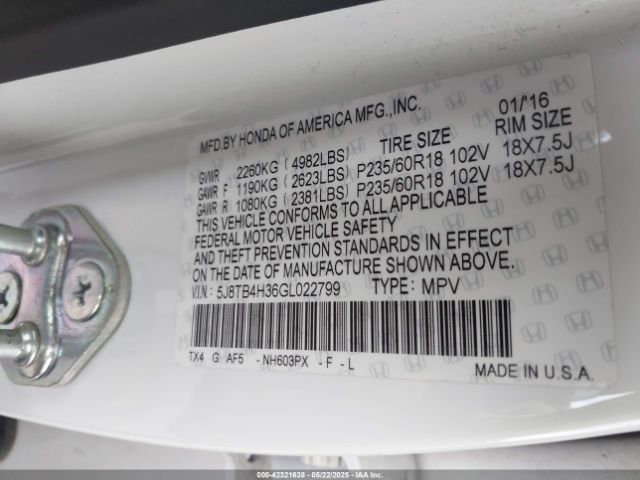 MFD.BY HONDA OF AMERICA MFG.,INC. 01/'16
TIRE SIZE RIM SIZE
GVWR 2260KG (4982LBS)
GAWR F 1190KG (2623LBS) P235/60R18 102V 18X7.5J
GAWR R 1080KG (2381LBS) P235/60R18 102V 18X7.5J
THIS VEHICLE CONFORMS TO ALL APPLICABLE
FEDERAL MOTOR VEHICLE SAFETY
AND THEFT PREVENTION STANDARDS IN EFFECT
ON THE DATE OF MANUFACTURE SHOWN ABOVE.
V.I.N.: 5J8TB4H36GL022799 TYPE: MPV
TX4 G AF5 -NH603PX -F -L
MADE IN U.S.A.
000-42321638 - 05/22/2025 - IAAI.COM